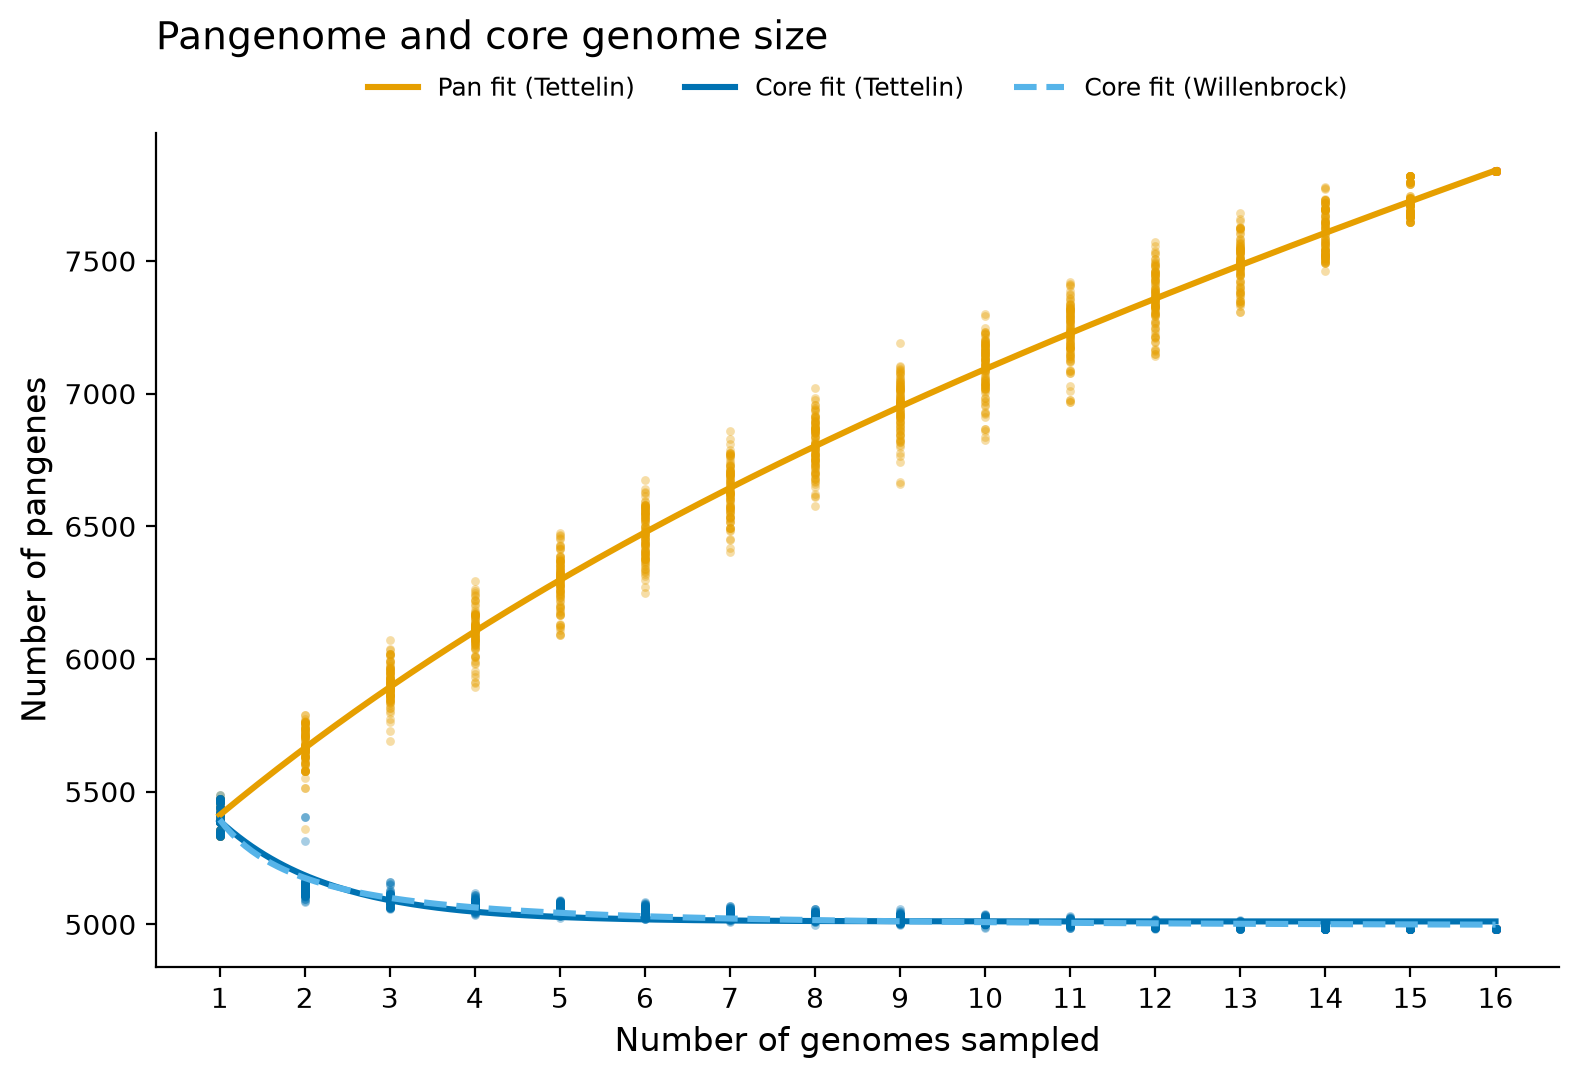 Pangenome and core genome size
Pan fit (Tettelin) Core fit (Tettelin) Core fit (Willenbrock)
Number of pangenes
7500
7000
6500
6000
5500
5000
1 2 3 4 5 6 7 8 9 10 11 12 13 14 15 16
Number of genomes sampled